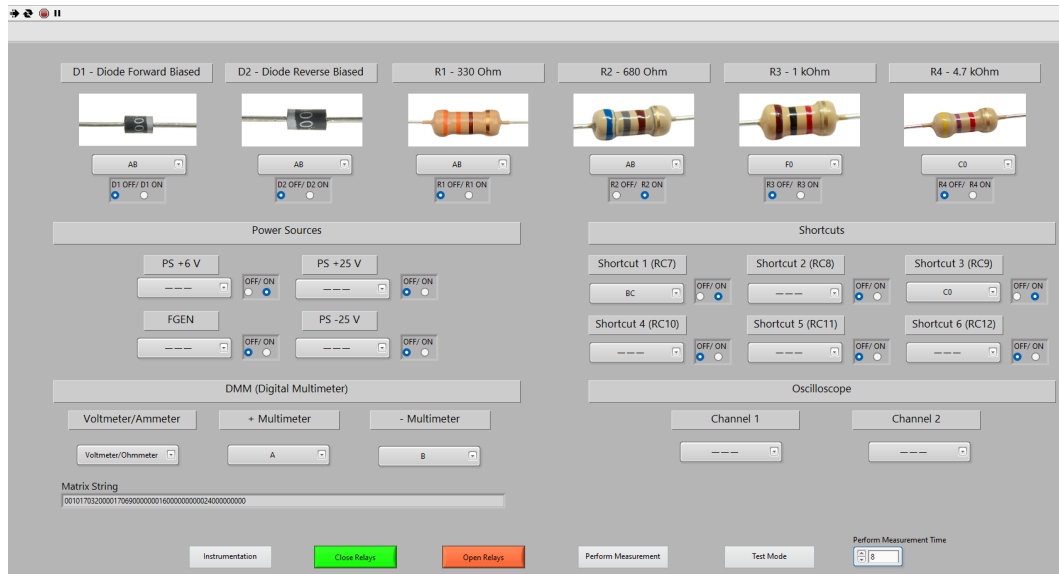 D1 - Diode Forward Biased D2 - Diode Reverse Biased R1 - 330 Ohm R2 - 680 Ohm R3 - 1 kOhm R4 - 4.7 kOhm
AB AB AB AB F0 C0
D1 OFF/ D1 ON D2 OFF/ D2 ON R1 OFF/ R1 ON R2 OFF/ R2 ON R3 OFF/ R3 ON R4 OFF/ R4 ON
Power Sources Shortcuts
PS +6 V PS +25 V Shortcut 1 (RC7) Shortcut 2 (RC8) Shortcut 3 (RC9)
--- OFF/ ON --- OFF/ ON BC OFF/ ON --- OFF/ ON C0 OFF/ ON
FGEN PS -25 V Shortcut 4 (RC10) Shortcut 5 (RC11) Shortcut 6 (RC12)
--- OFF/ ON --- OFF/ ON --- OFF/ ON --- OFF/ ON --- OFF/ ON
DMM (Digital Multimeter) Oscilloscope
Voltmeter/Ammeter + Multimeter - Multimeter Channel 1 Channel 2
Voltmeter/Ohmmeter A B --- ---
Matrix String
Perform Measurement Time
Instrumentation Close Relays Open Relays Perform Measurement Test Mode 8